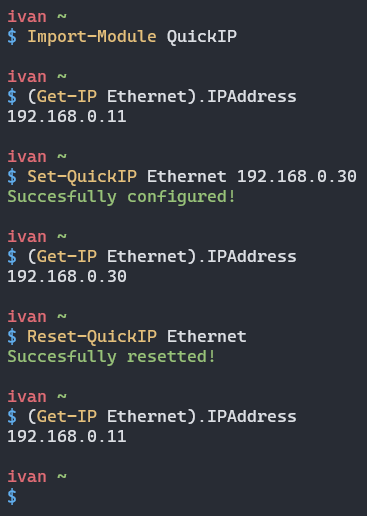 ivan ~
$ Import-Module QuickIP
ivan ~
$ (Get-IP Ethernet).IPAddress
192.168.0.11
ivan ~
$ Set-QuickIP Ethernet 192.168.0.30
Succesfully configured!
ivan ~
$ (Get-IP Ethernet).IPAddress
192.168.0.30
ivan ~
$ Reset-QuickIP Ethernet
Succesfully resetted!
ivan ~
$ (Get-IP Ethernet).IPAddress
192.168.0.11
ivan ~
$